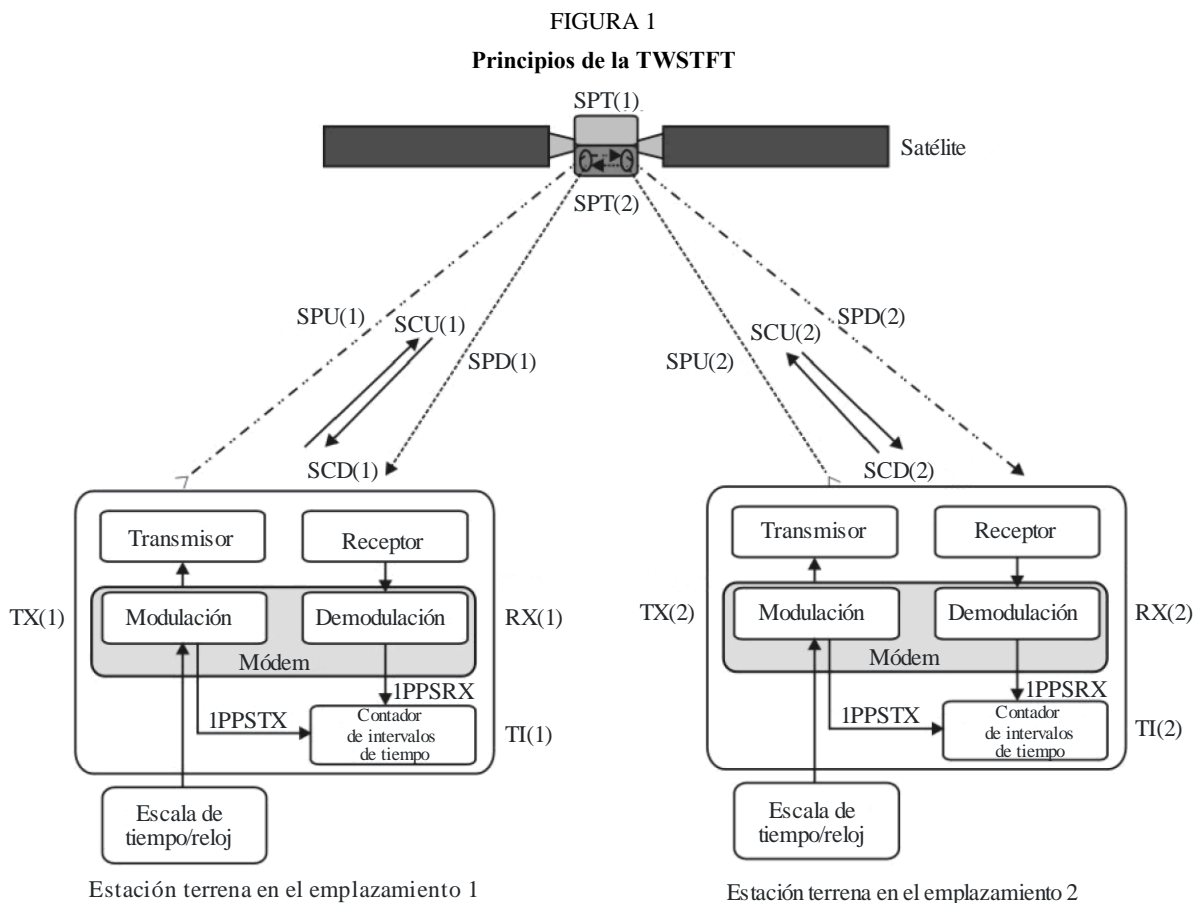 FIGURA 1
Principios de la TWSTFT
SPT(1)
Satélite
SPT(2)
SPU(1)
SCU(1)
SPD(1)
SCD(1)
SPU(2)
SCU(2)
SPD(2)
SCD(2)
Transmisor
Receptor
TX(1)
Modulación
Demodulación
RX(1)
Módem
1PPSRX
1PPSTX
Contador
de intervalos
de tiempo
TI(1)
Escala de
tiempo/reloj
Estación terrena en el emplazamiento 1
Transmisor
Receptor
TX(2)
Modulación
Demodulación
RX(2)
Módem
1PPSRX
1PPSTX
Contador
de intervalos
de tiempo
TI(2)
Escala de
tiempo/reloj
Estación terrena en el emplazamiento 2